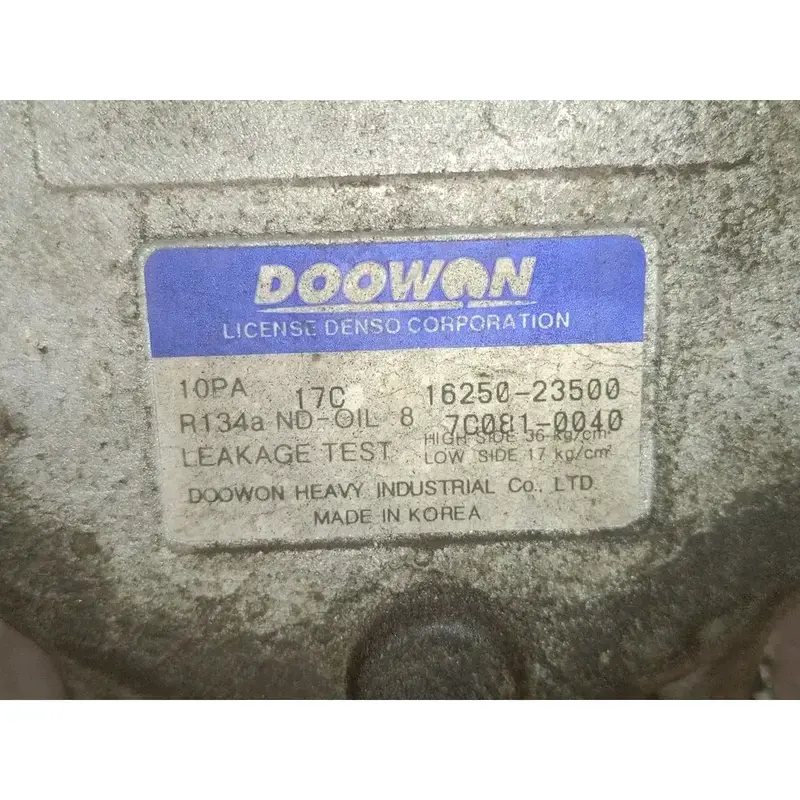 DOOWON
LICENSE DENSO CORPORATION
10PA 17C 16250-23500
R134a ND-OIL 8 7C081-0040
LEAKAGE TEST HIGH SIDE 36 kg/cm²
LOW SIDE 17 kg/cm²
DOOWON HEAVY INDUSTRIAL Co., LTD.
MADE IN KOREA